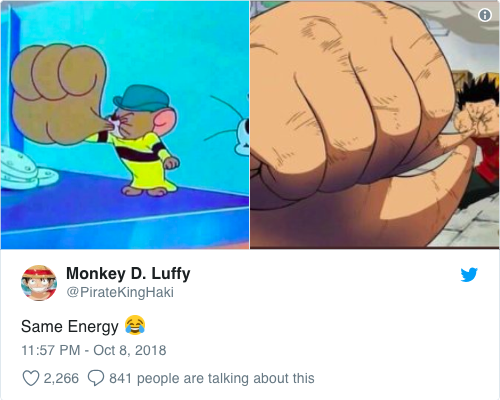 Monkey D. Luffy
@PirateKingHaki
Same Energy 😂
11:57 PM - Oct 8, 2018
2,266 841 people are talking about this